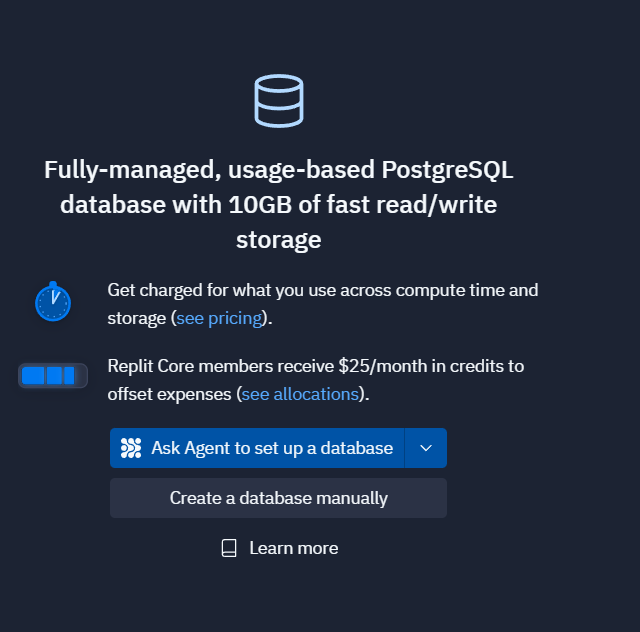 Fully-managed, usage-based PostgreSQL
database with 10GB of fast read/write
storage
Get charged for what you use across compute time and
storage (see pricing).
Replit Core members receive $25/month in credits to
offset expenses (see allocations).
Ask Agent to set up a database
Create a database manually
Learn more